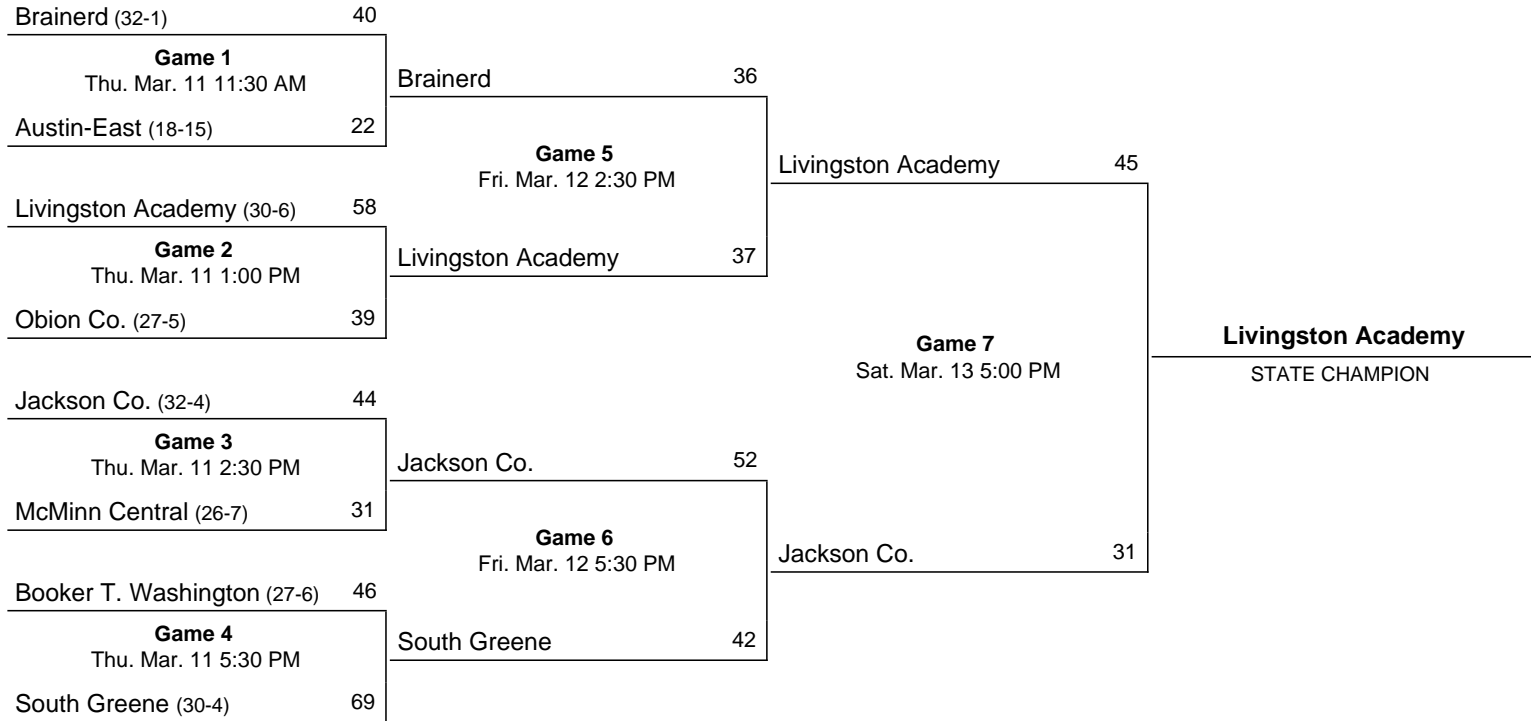 Brainerd (32-1) 40
Game 1
Thu. Mar. 11 11:30 AM
Austin-East (18-15) 22
Livingston Academy (30-6) 58
Game 2
Thu. Mar. 11 1:00 PM
Obion Co. (27-5) 39
Jackson Co. (32-4) 44
Game 3
Thu. Mar. 11 2:30 PM
McMinn Central (26-7) 31
Booker T. Washington (27-6) 46
Game 4
Thu. Mar. 11 5:30 PM
South Greene (30-4) 69
Brainerd 36
Game 5
Fri. Mar. 12 2:30 PM
Livingston Academy 37
Jackson Co. 52
Game 6
Fri. Mar. 12 5:30 PM
South Greene 42
Livingston Academy 45
Game 7
Sat. Mar. 13 5:00 PM
Jackson Co. 31
Livingston Academy
STATE CHAMPION